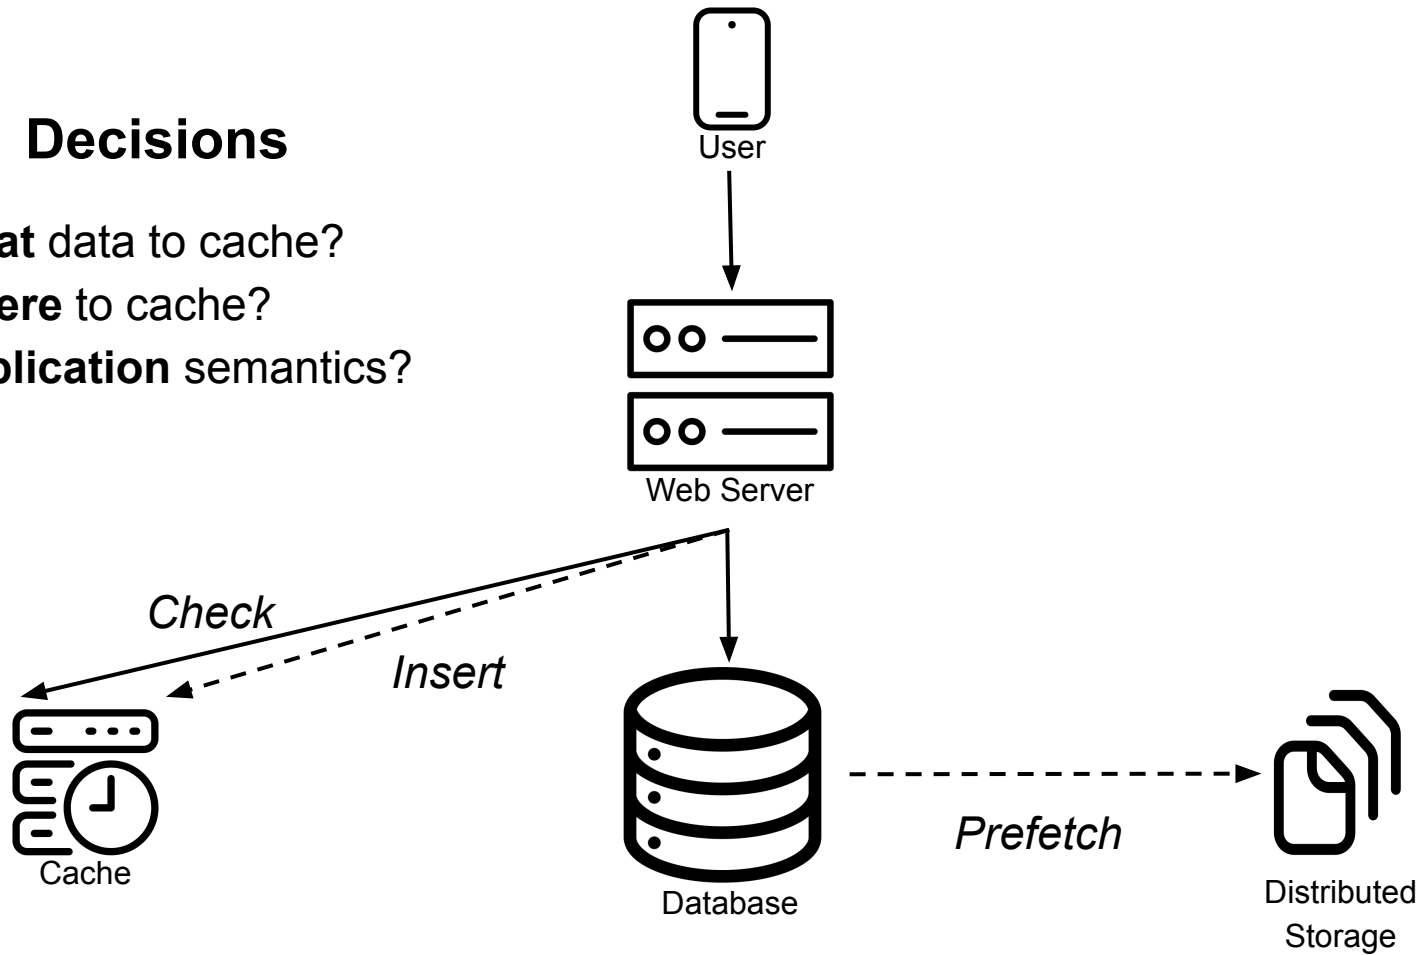 User
Decisions
at data to cache?
ere to cache?
plication semantics?
Web Server
Check
Insert
Prefetch
Cache
Database
Distributed
Storage